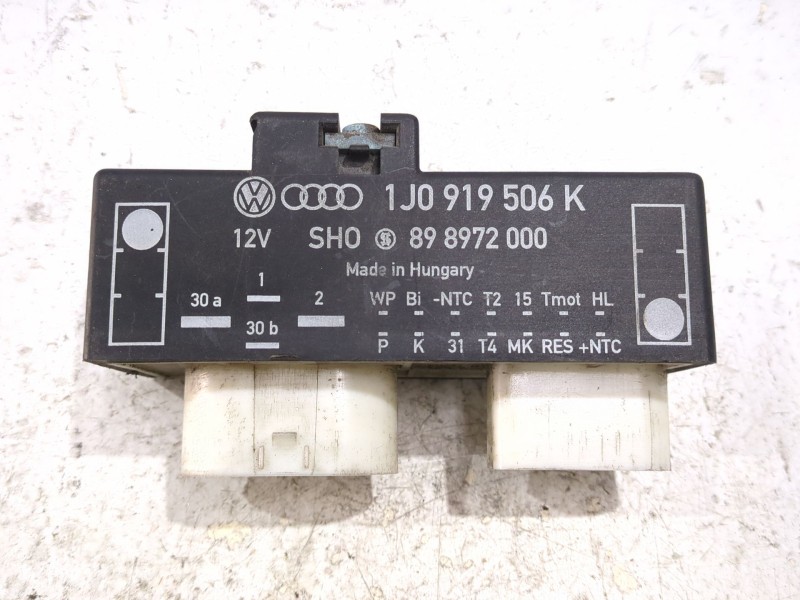 1J0 919 506 K
12V SHO 89 8972 000
Made in Hungary
30 a 1 2 WP Bi -NTC T2 15 Tmot HL
30 b P K 31 T4 MK RES +NTC